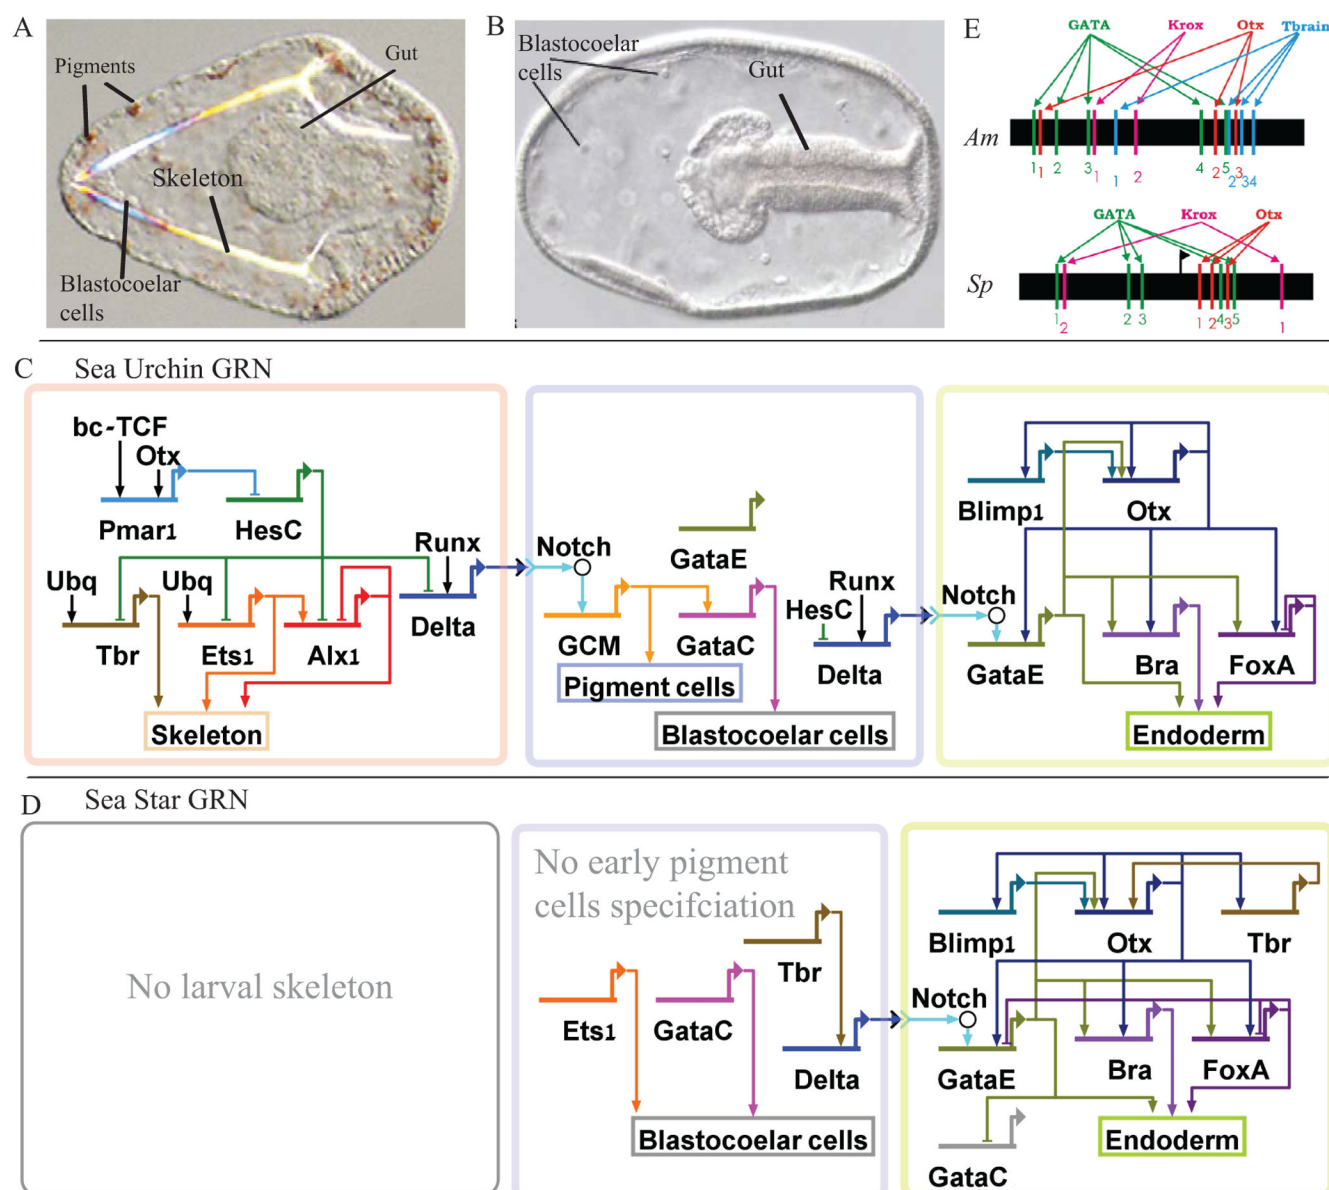 A
Pigments
Gut
Skeleton
Blastocoelar
cells
B
Blastocoelar
cells
Gut
E
GATA Krox Otx Tbrain
Am
1 1 2 3 1 1 2 4 2 5 2 3 3 4
GATA Krox Otx
Sp
1 2 2 3 1 2 4 3 5 1
C Sea Urchin GRN
bc-TCF
Otx
Pmar1 HesC
Ubq Ubq Runx
Tbr Ets1 Alx1 Delta
Skeleton
Notch
GataE
GCM GataC
HesC Runx
Delta
Pigment cells
Blastocoelar cells
Blimp1 Otx
Notch
GataE Bra FoxA
Endoderm
D Sea Star GRN
No larval skeleton
No early pigment
cells specifciation
Tbr
Ets1 GataC
Delta
Blastocoelar cells
Blimp1 Otx Tbr
Notch
GataE Bra FoxA
GataC
Endoderm